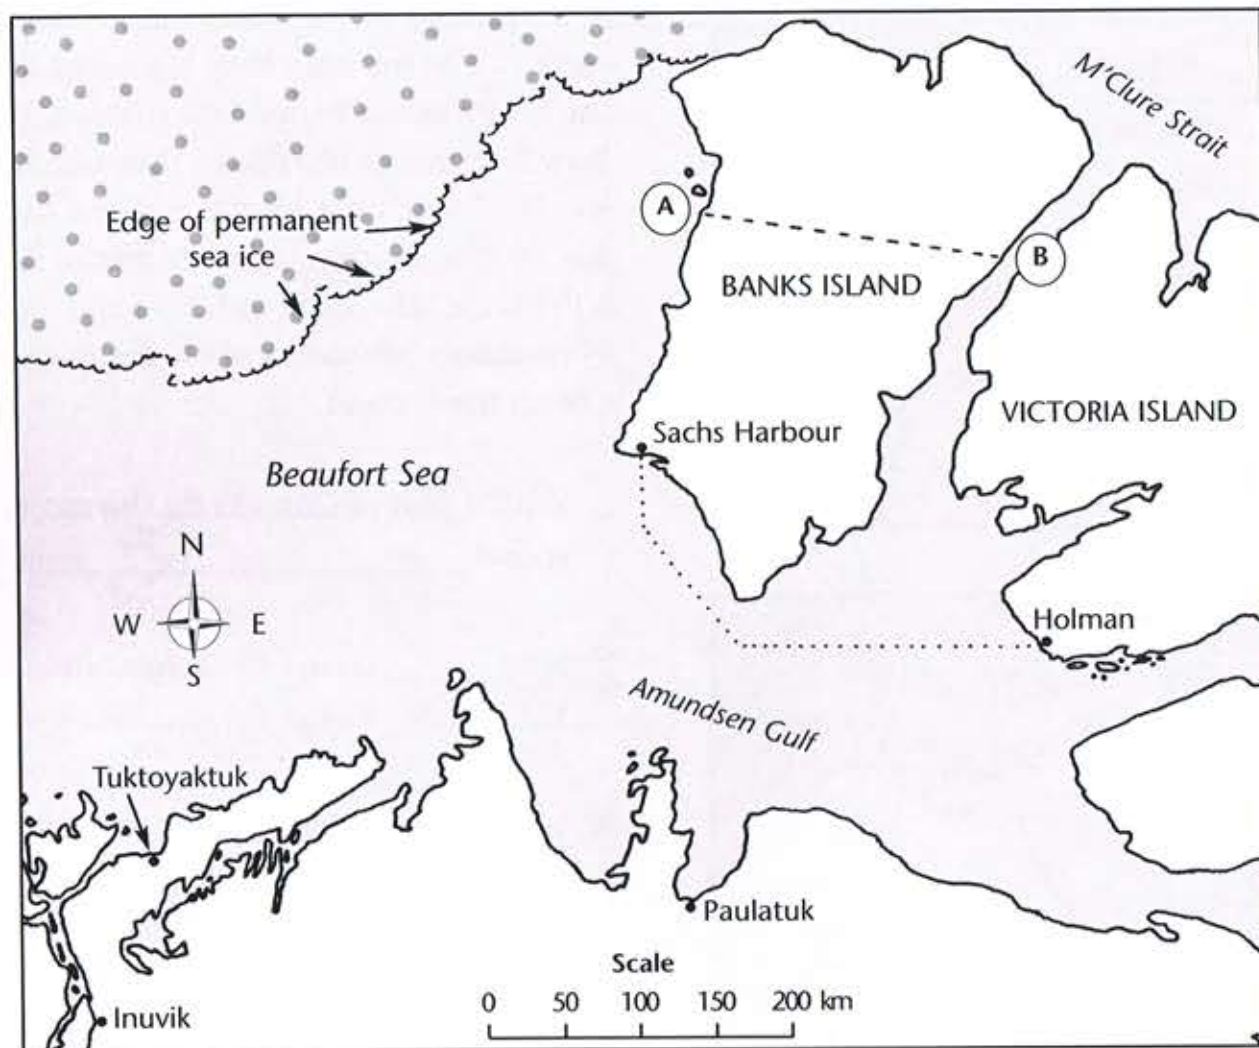 M'Clure Strait
Edge of permanent
sea ice
A
B
BANKS ISLAND
VICTORIA ISLAND
Sachs Harbour
Beaufort Sea
N
W E
S
Holman
Amundsen Gulf
Tuktoyaktuk
Paulatuk
Inuvik
Scale
0 50 100 150 200 km